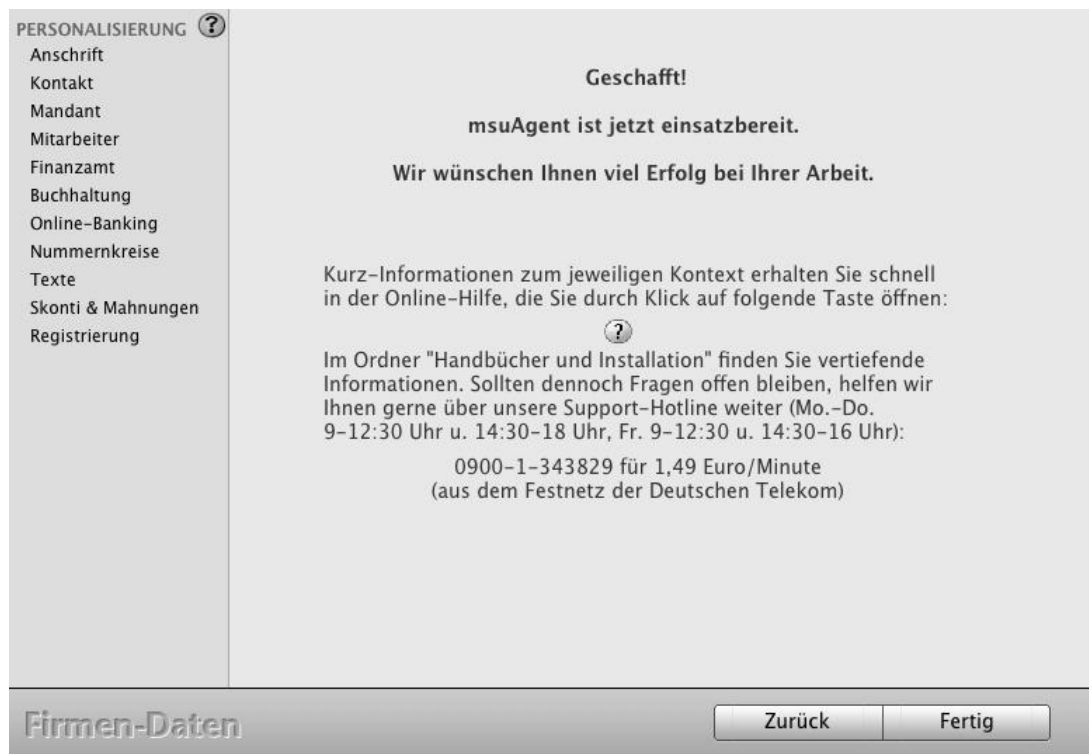 PERSONALISIERUNG ?
Anschrift
Kontakt
Mandant
Mitarbeiter
Finanzamt
Buchhaltung
Online-Banking
Nummernkreise
Texte
Skonti & Mahnungen
Registrierung
Geschafft!
msuAgent ist jetzt einsatzbereit.
Wir wünschen Ihnen viel Erfolg bei Ihrer Arbeit.
Kurz-Informationen zum jeweiligen Kontext erhalten Sie schnell
in der Online-Hilfe, die Sie durch Klick auf folgende Taste öffnen:
?
Im Ordner "Handbücher und Installation" finden Sie vertiefende
Informationen. Sollten dennoch Fragen offen bleiben, helfen wir
Ihnen gerne über unsere Support-Hotline weiter (Mo.-Do.
9-12:30 Uhr u. 14:30-18 Uhr, Fr. 9-12:30 u. 14:30-16 Uhr):
0900-1-343829 für 1,49 Euro/Minute
(aus dem Festnetz der Deutschen Telekom)
Firmen-Daten
Zurück
Fertig